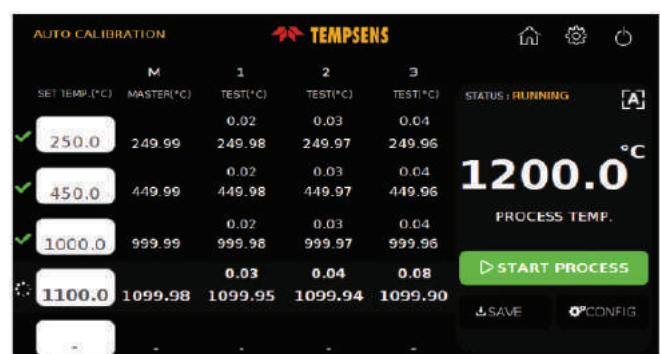 AUTO CALIBRATION
TEMPSENS
M 1 2 3
SET TEMP.(°C) MASTER(°C) TEST(°C) TEST(°C) TEST(°C)
0.02 0.03 0.04
250.0 249.99 249.98 249.97 249.96
0.02 0.03 0.04
450.0 449.99 449.98 449.97 449.96
0.02 0.03 0.04
1000.0 999.99 999.98 999.97 999.96
0.03 0.04 0.08
1100.0 1099.98 1099.95 1099.94 1099.90
- - - - -
STATUS : RUNNING [A]
1200.0 °C
PROCESS TEMP.
START PROCESS
SAVE CONFIG